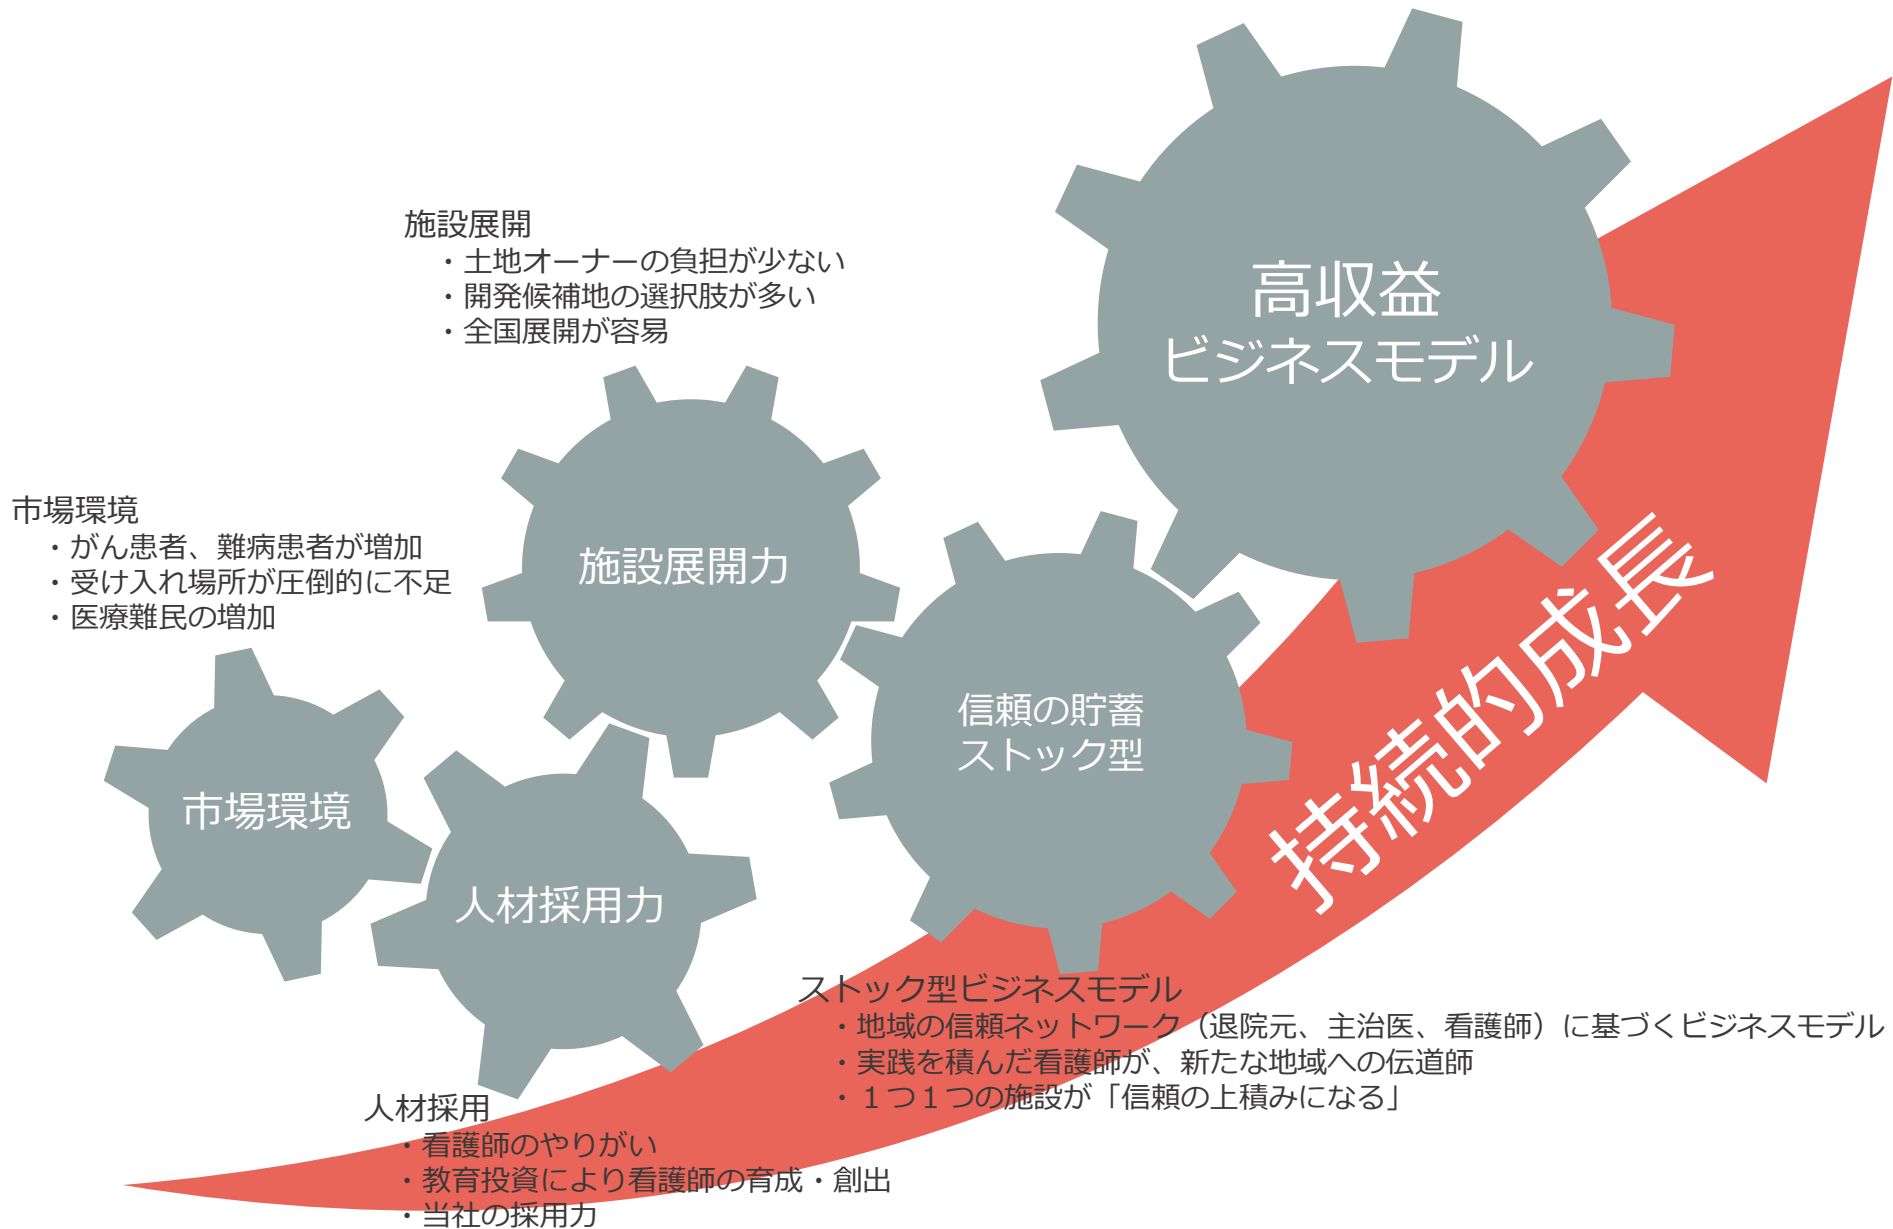 施設展開
・土地オーナーの負担が少ない
・開発候補地の選択肢が多い
・全国展開が容易
高収益
ビジネスモデル
市場環境
・がん患者、難病患者が増加
・受け入れ場所が圧倒的に不足
・医療難民の増加
施設展開力
信頼の貯蓄
ストック型
市場環境
人材採用力
持続的成長
ストック型ビジネスモデル
・地域の信頼ネットワーク（退院元、主治医、看護師）に基づくビジネスモデル
・実践を積んだ看護師が、新たな地域への伝道師
・１つ１つの施設が「信頼の上積みになる」
人材採用
・看護師のやりがい
・教育投資により看護師の育成・創出
・当社の採用力